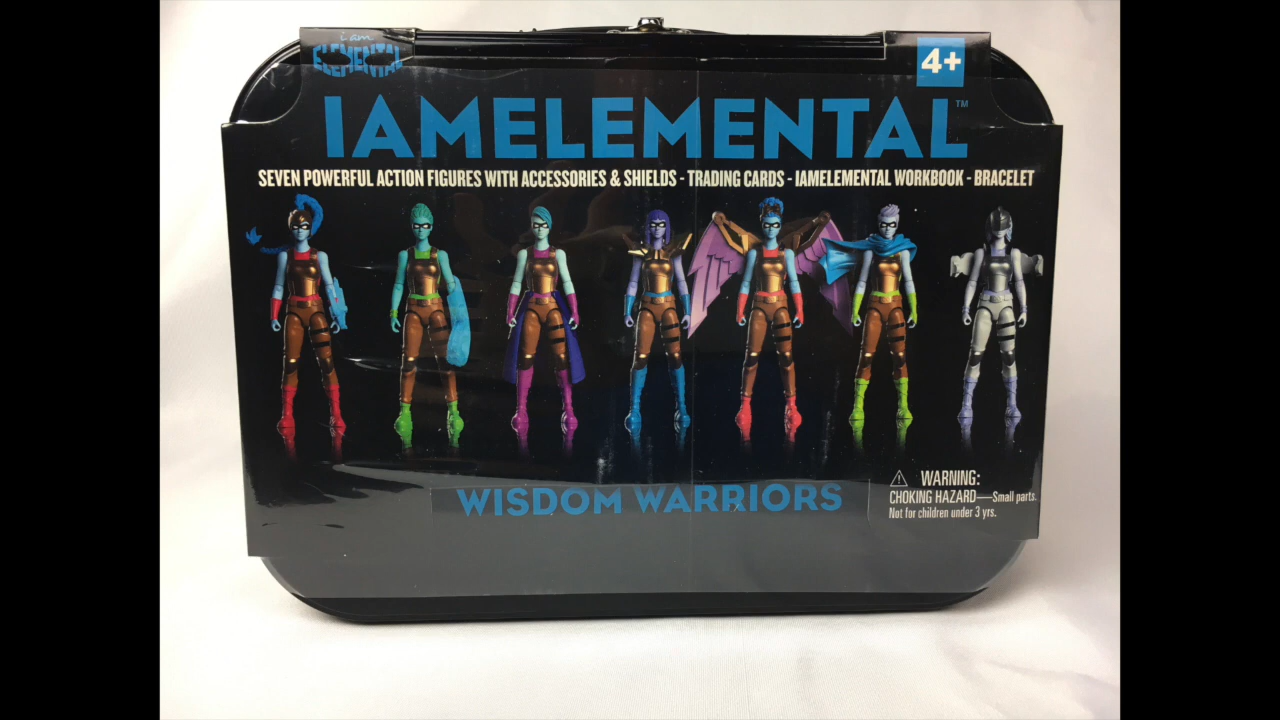 i am
ELEMENTAL
4+
IAMELEMENTAL™
SEVEN POWERFUL ACTION FIGURES WITH ACCESSORIES & SHIELDS - TRADING CARDS - IAMELEMENTAL WORKBOOK - BRACELET
WISDOM WARRIORS
⚠ WARNING:
CHOKING HAZARD—Small parts.
Not for children under 3 yrs.